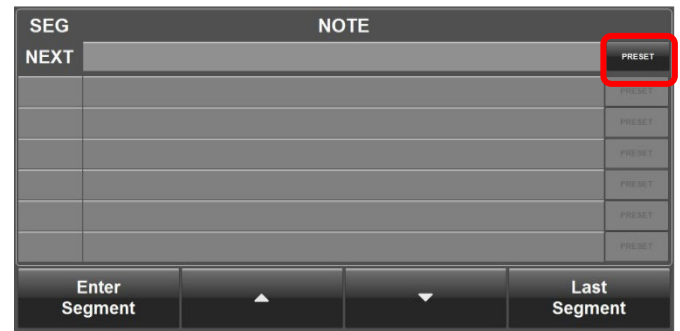 SEG NOTE
NEXT PRESET
PRESET
PRESET
PRESET
PRESET
PRESET
PRESET
Enter
Segment
Last
Segment